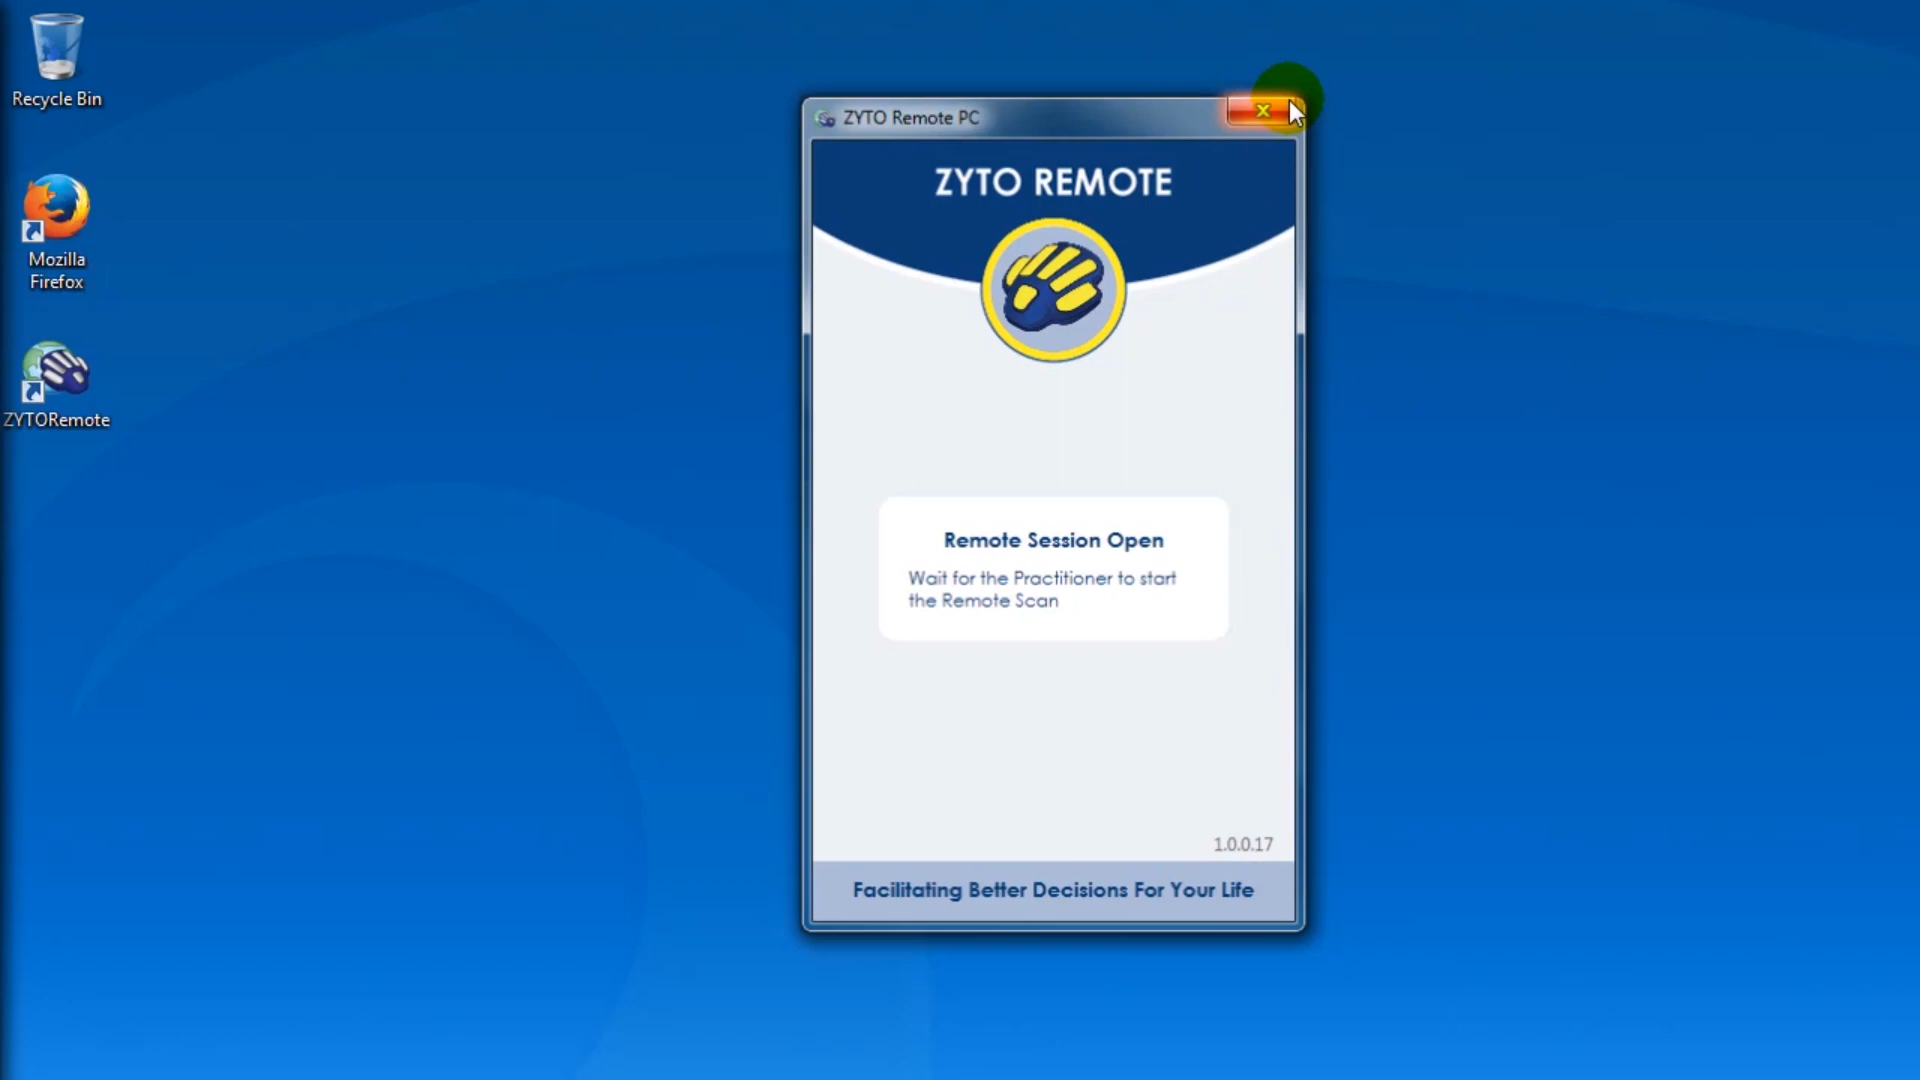 Recycle Bin
Mozilla
Firefox
ZYTORemote
ZYTO Remote PC
x
ZYTO REMOTE
Remote Session Open
Wait for the Practitioner to start
the Remote Scan
1.0.0.17
Facilitating Better Decisions For Your Life